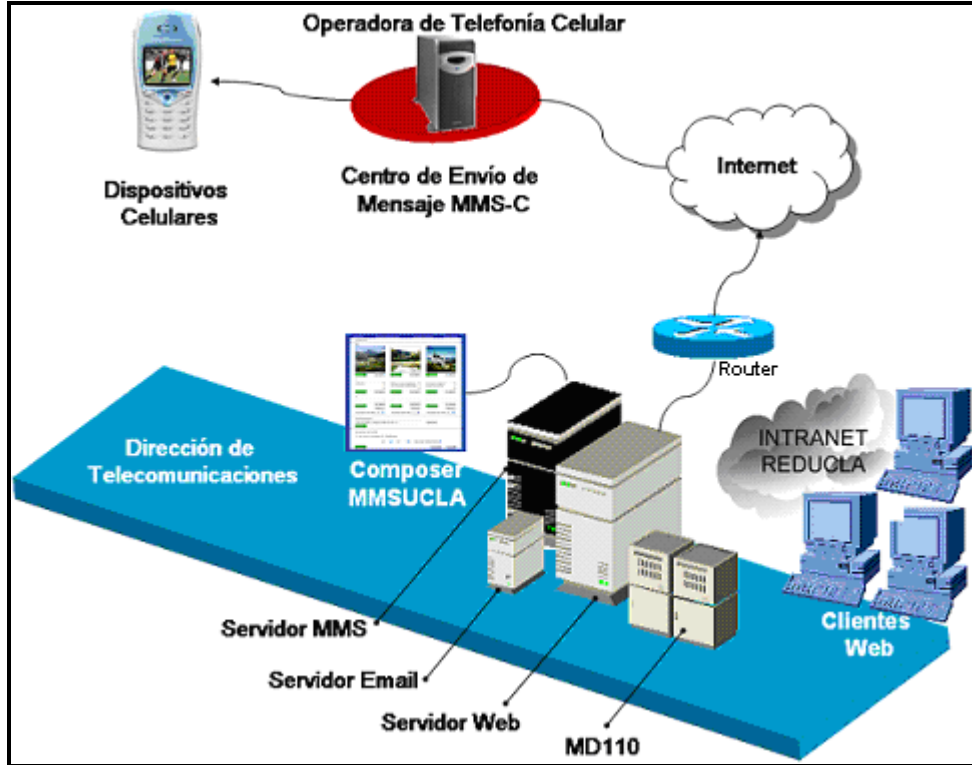 Operadora de Telefonía Celular
Internet
Centro de Envío de
Mensaje MMS-C
Dispositivos
Celulares
Router
INTRANET
REDUCLA
Dirección de
Telecomunicaciones
Composer
MMSUCLA
Clientes
Web
Servidor MMS
Servidor Email
Servidor Web
MD110